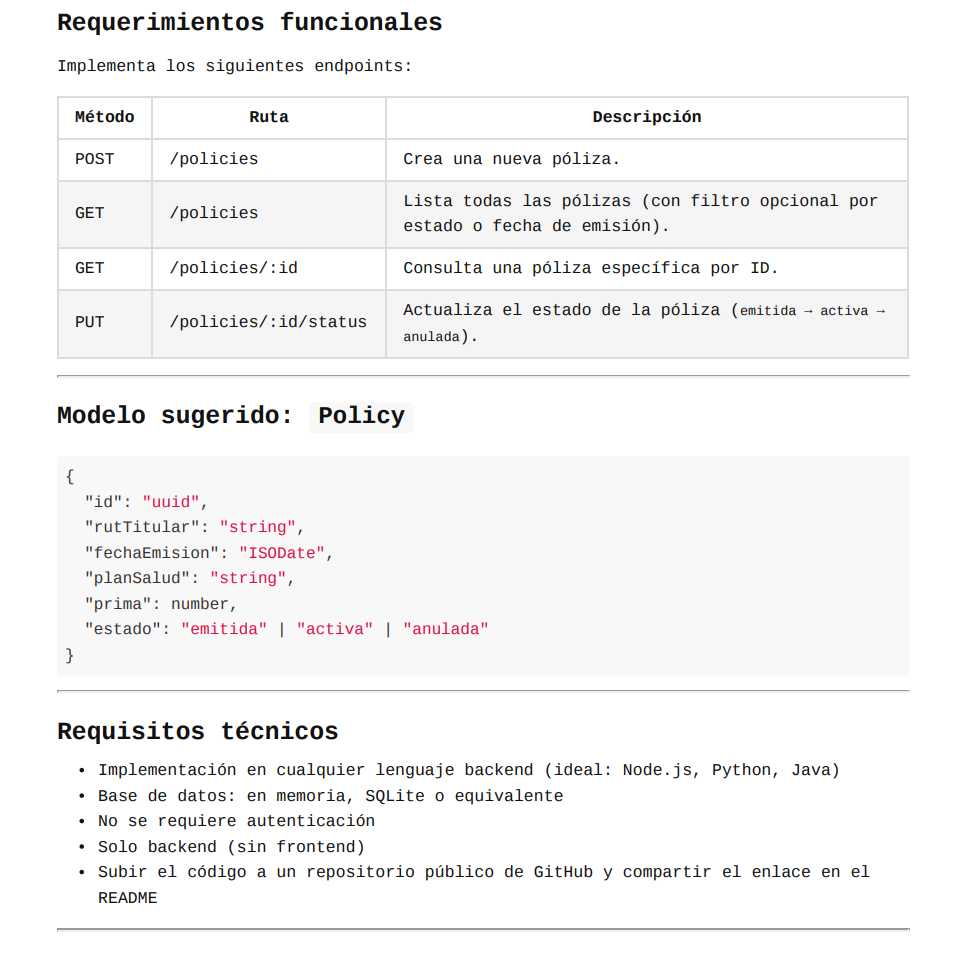 Requerimientos funcionales
Implementa los siguientes endpoints:
Método Ruta Descripción
POST /policies Crea una nueva póliza.
GET /policies Lista todas las pólizas (con filtro opcional por
estado o fecha de emisión).
GET /policies/:id Consulta una póliza específica por ID.
PUT /policies/:id/status Actualiza el estado de la póliza (emitida → activa →
anulada).
Modelo sugerido: Policy
{
"id": "uuid",
"rutTitular": "string",
"fechaEmision": "ISODate",
"planSalud": "string",
"prima": number,
"estado": "emitida" | "activa" | "anulada"
}
Requisitos técnicos
• Implementación en cualquier lenguaje backend (ideal: Node.js, Python, Java)
• Base de datos: en memoria, SQLite o equivalente
• No se requiere autenticación
• Solo backend (sin frontend)
• Subir el código a un repositorio público de GitHub y compartir el enlace en el
README